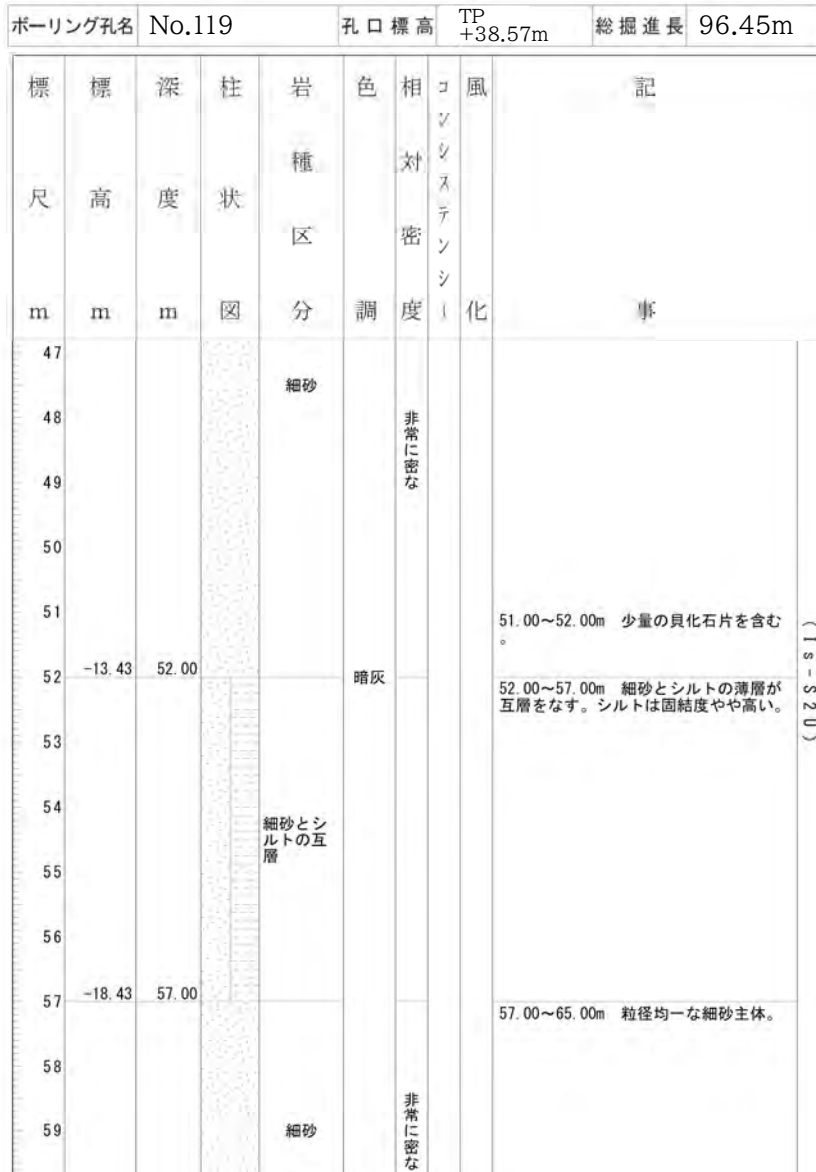 ボーリング孔名 No.119 孔口標高 TP +38.57m 総掘進長 96.45m
標尺 m
標高 m
深度 m
柱状図
岩種区分
色調
相対密度
コンシステンシー
風化
記事
47
細砂
48
非常に密な
49
50
51
51.00～52.00m 少量の貝化石片を含む
。
52 -13.43 52.00
暗灰
52.00～57.00m 細砂とシルトの薄層が
互層をなす。シルトは固結度やや高い。
(Is-S2U)
53
54
細砂とシ
ルトの互
層
55
56
57 -18.43 57.00
57.00～65.00m 粒径均一な細砂主体。
58
59
細砂
非常に密な